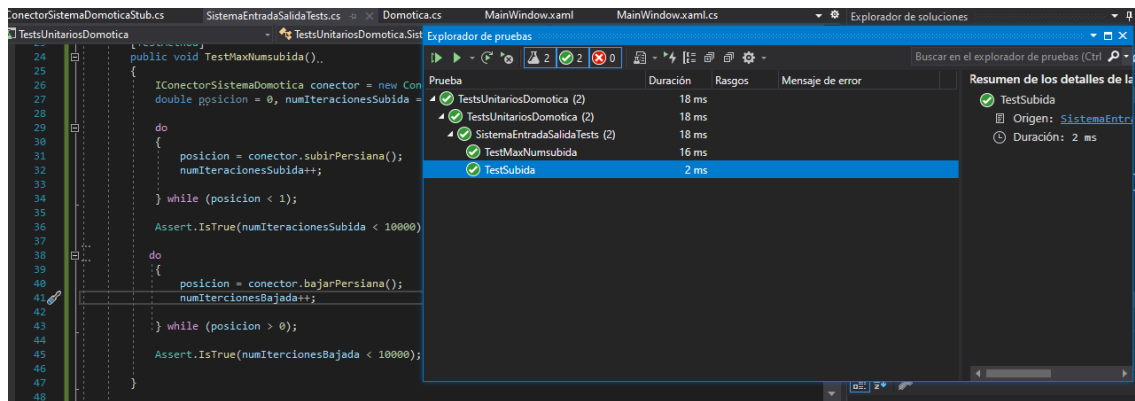 ConectorSistemaDomoticaStub.cs SistemaEntradaSalidaTests.cs Domotica.cs MainWindow.xaml MainWindow.xaml.cs Explorador de soluciones
TestsUnitariosDomotica TestsUnitariosDomotica.Sist Explorador de pruebas
2 2 0 Buscar en el explorador de pruebas (Ctrl
Prueba Duración Rasgos Mensaje de error Resumen de los detalles de la
TestsUnitariosDomotica (2) 18 ms TestSubida
TestsUnitariosDomotica (2) 18 ms Origen: SistemaEntra
SistemaEntradaSalidaTests (2) 18 ms Duración: 2 ms
TestMaxNumsubida 16 ms
TestSubida 2 ms
23 [TestMethod]
24 public void TestMaxNumsubida()
25 {
26 IConectorSistemaDomotica conector = new Con
27 double posicion = 0, numIteracionesSubida =
28
29 do
30 {
31 posicion = conector.subirPersiana();
32 numIteracionesSubida++;
33
34 } while (posicion < 1);
35
36 Assert.IsTrue(numIteracionesSubida < 10000)
37
38 do
39 {
40 posicion = conector.bajarPersiana();
41 numItercionesBajada++;
42
43 } while (posicion > 0);
44
45 Assert.IsTrue(numItercionesBajada < 10000);
46
47 }
48